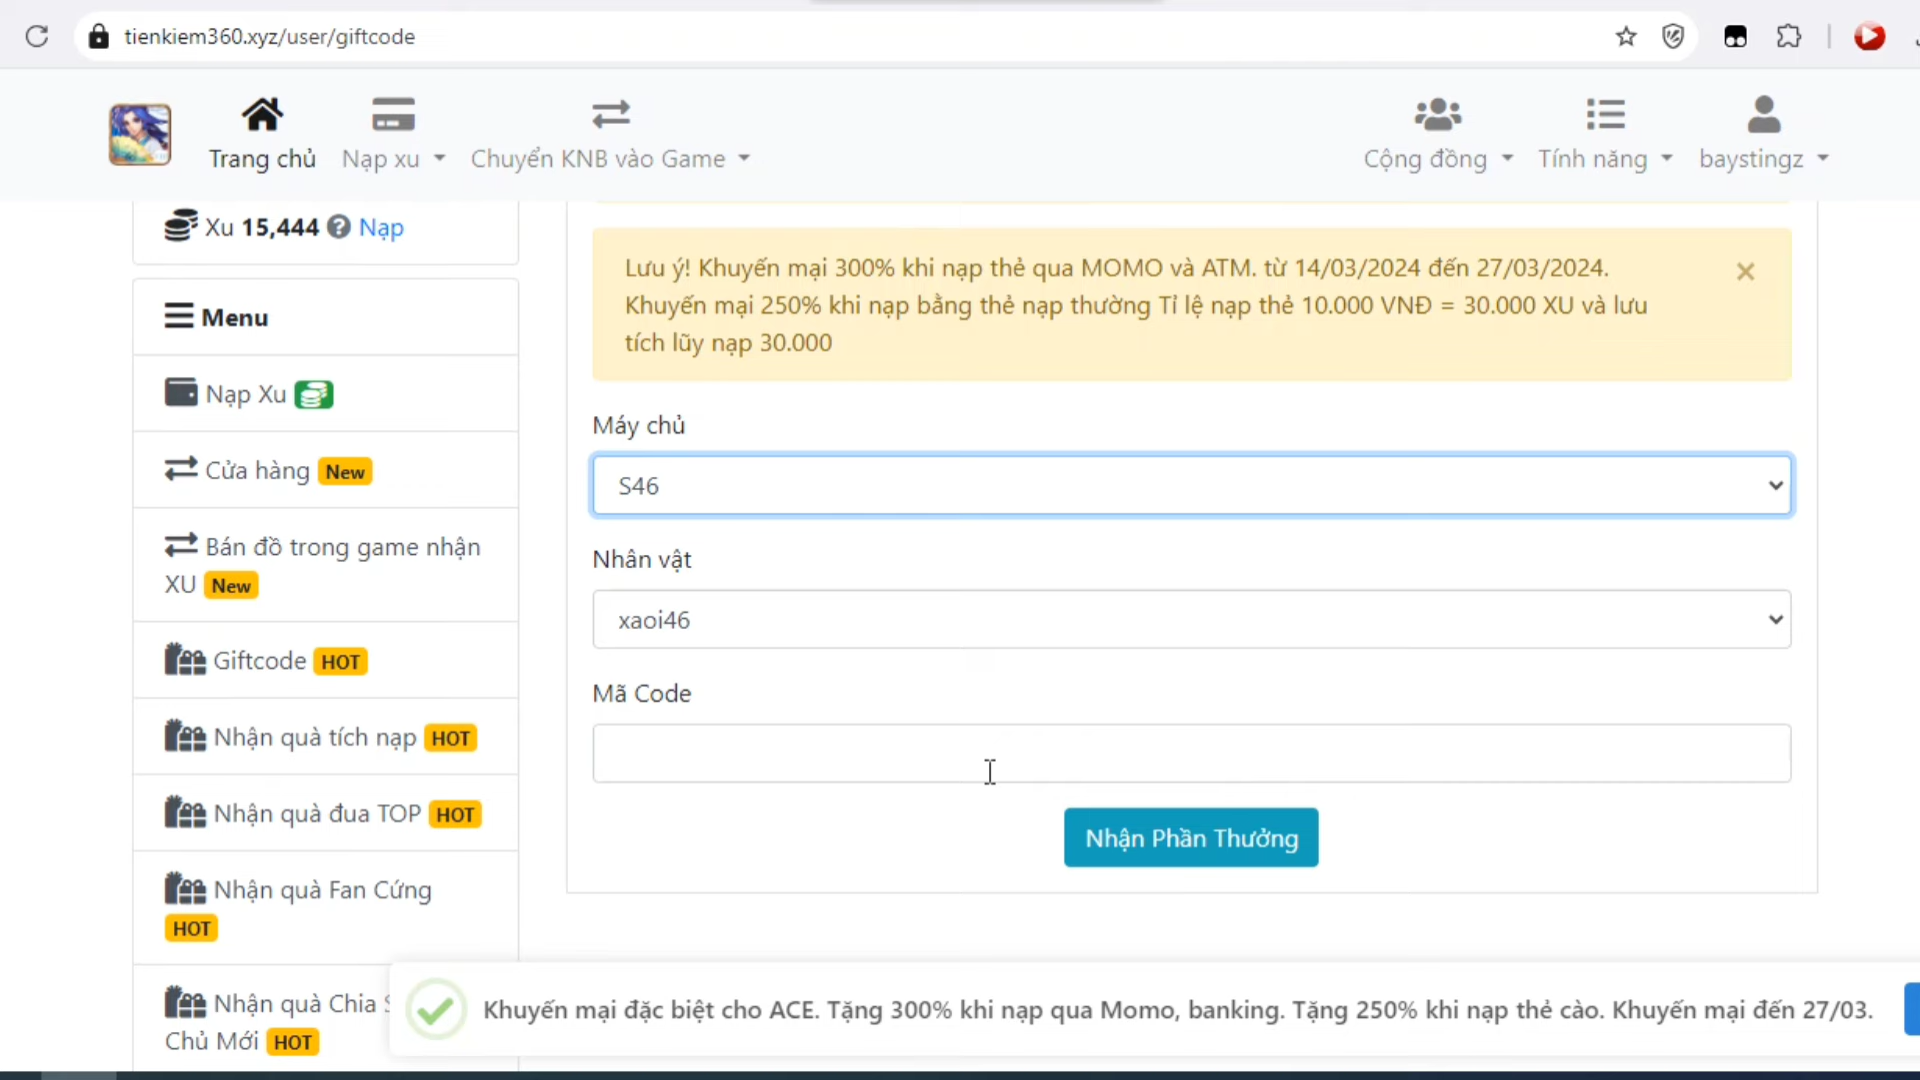 tienkiem360.xyz/user/giftcode
Trang chủ
Nạp xu
Chuyển KNB vào Game
Cộng đồng
Tính năng
baystingz
Xu 15,444 Nạp
Menu
Nạp Xu
Cửa hàng New
Bán đồ trong game nhận
XU New
Giftcode HOT
Nhận quà tích nạp HOT
Nhận quà đua TOP HOT
Nhận quà Fan Cứng
HOT
Nhận quà Chia
Chủ Mới HOT
Lưu ý! Khuyến mại 300% khi nạp thẻ qua MOMO và ATM. từ 14/03/2024 đến 27/03/2024.
Khuyến mại 250% khi nạp bằng thẻ nạp thường Tỉ lệ nạp thẻ 10.000 VNĐ = 30.000 XU và lưu
tích lũy nạp 30.000
Máy chủ
S46
Nhân vật
xaoi46
Mã Code
Nhận Phần Thưởng
Khuyến mại đặc biệt cho ACE. Tặng 300% khi nạp qua Momo, banking. Tặng 250% khi nạp thẻ cào. Khuyến mại đến 27/03.